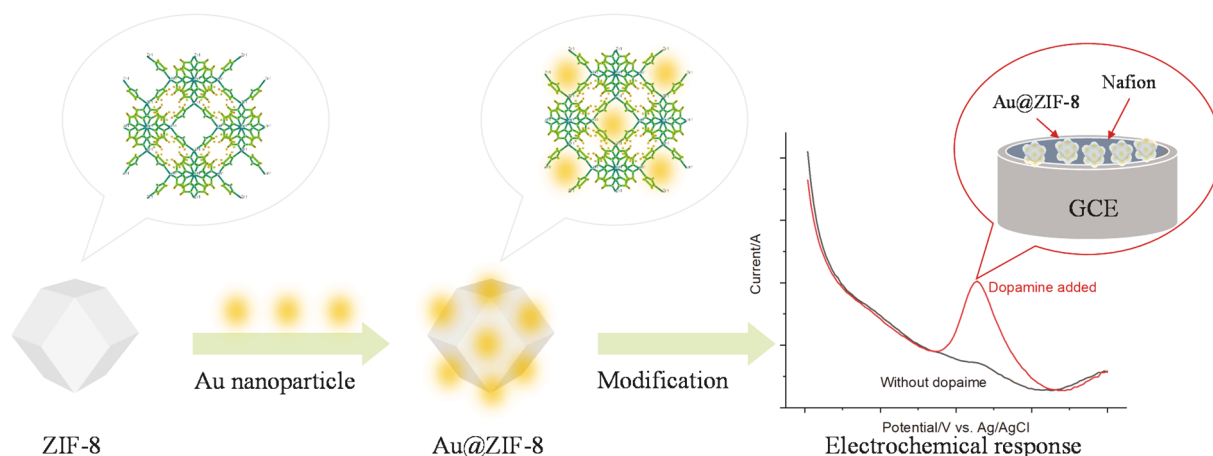 Au@ZIF-8
Nafion
GCE
Current/A
Dopamine added
Without dopaime
Potential/V vs. Ag/AgCl
Au nanoparticle
Modification
ZIF-8
Au@ZIF-8
Electrochemical response